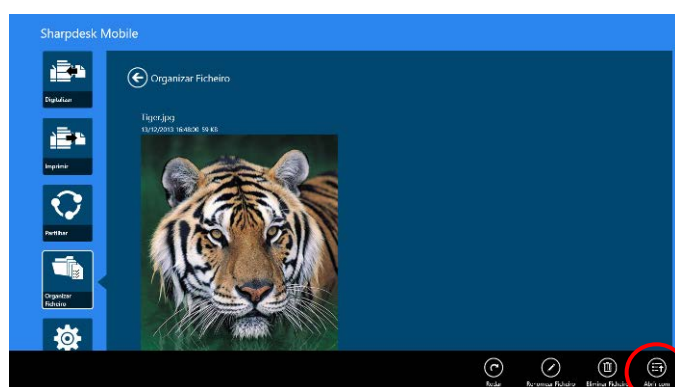 Sharpdesk Mobile
Digitalizar
Imprimir
Partilhar
Organizar
Ficheiro
Organizar Ficheiro
Tiger.jpg
13/12/2013 16:48:00 59 KB
Rodar
Renomear Ficheiro
Eliminar Ficheiro
Abrir com